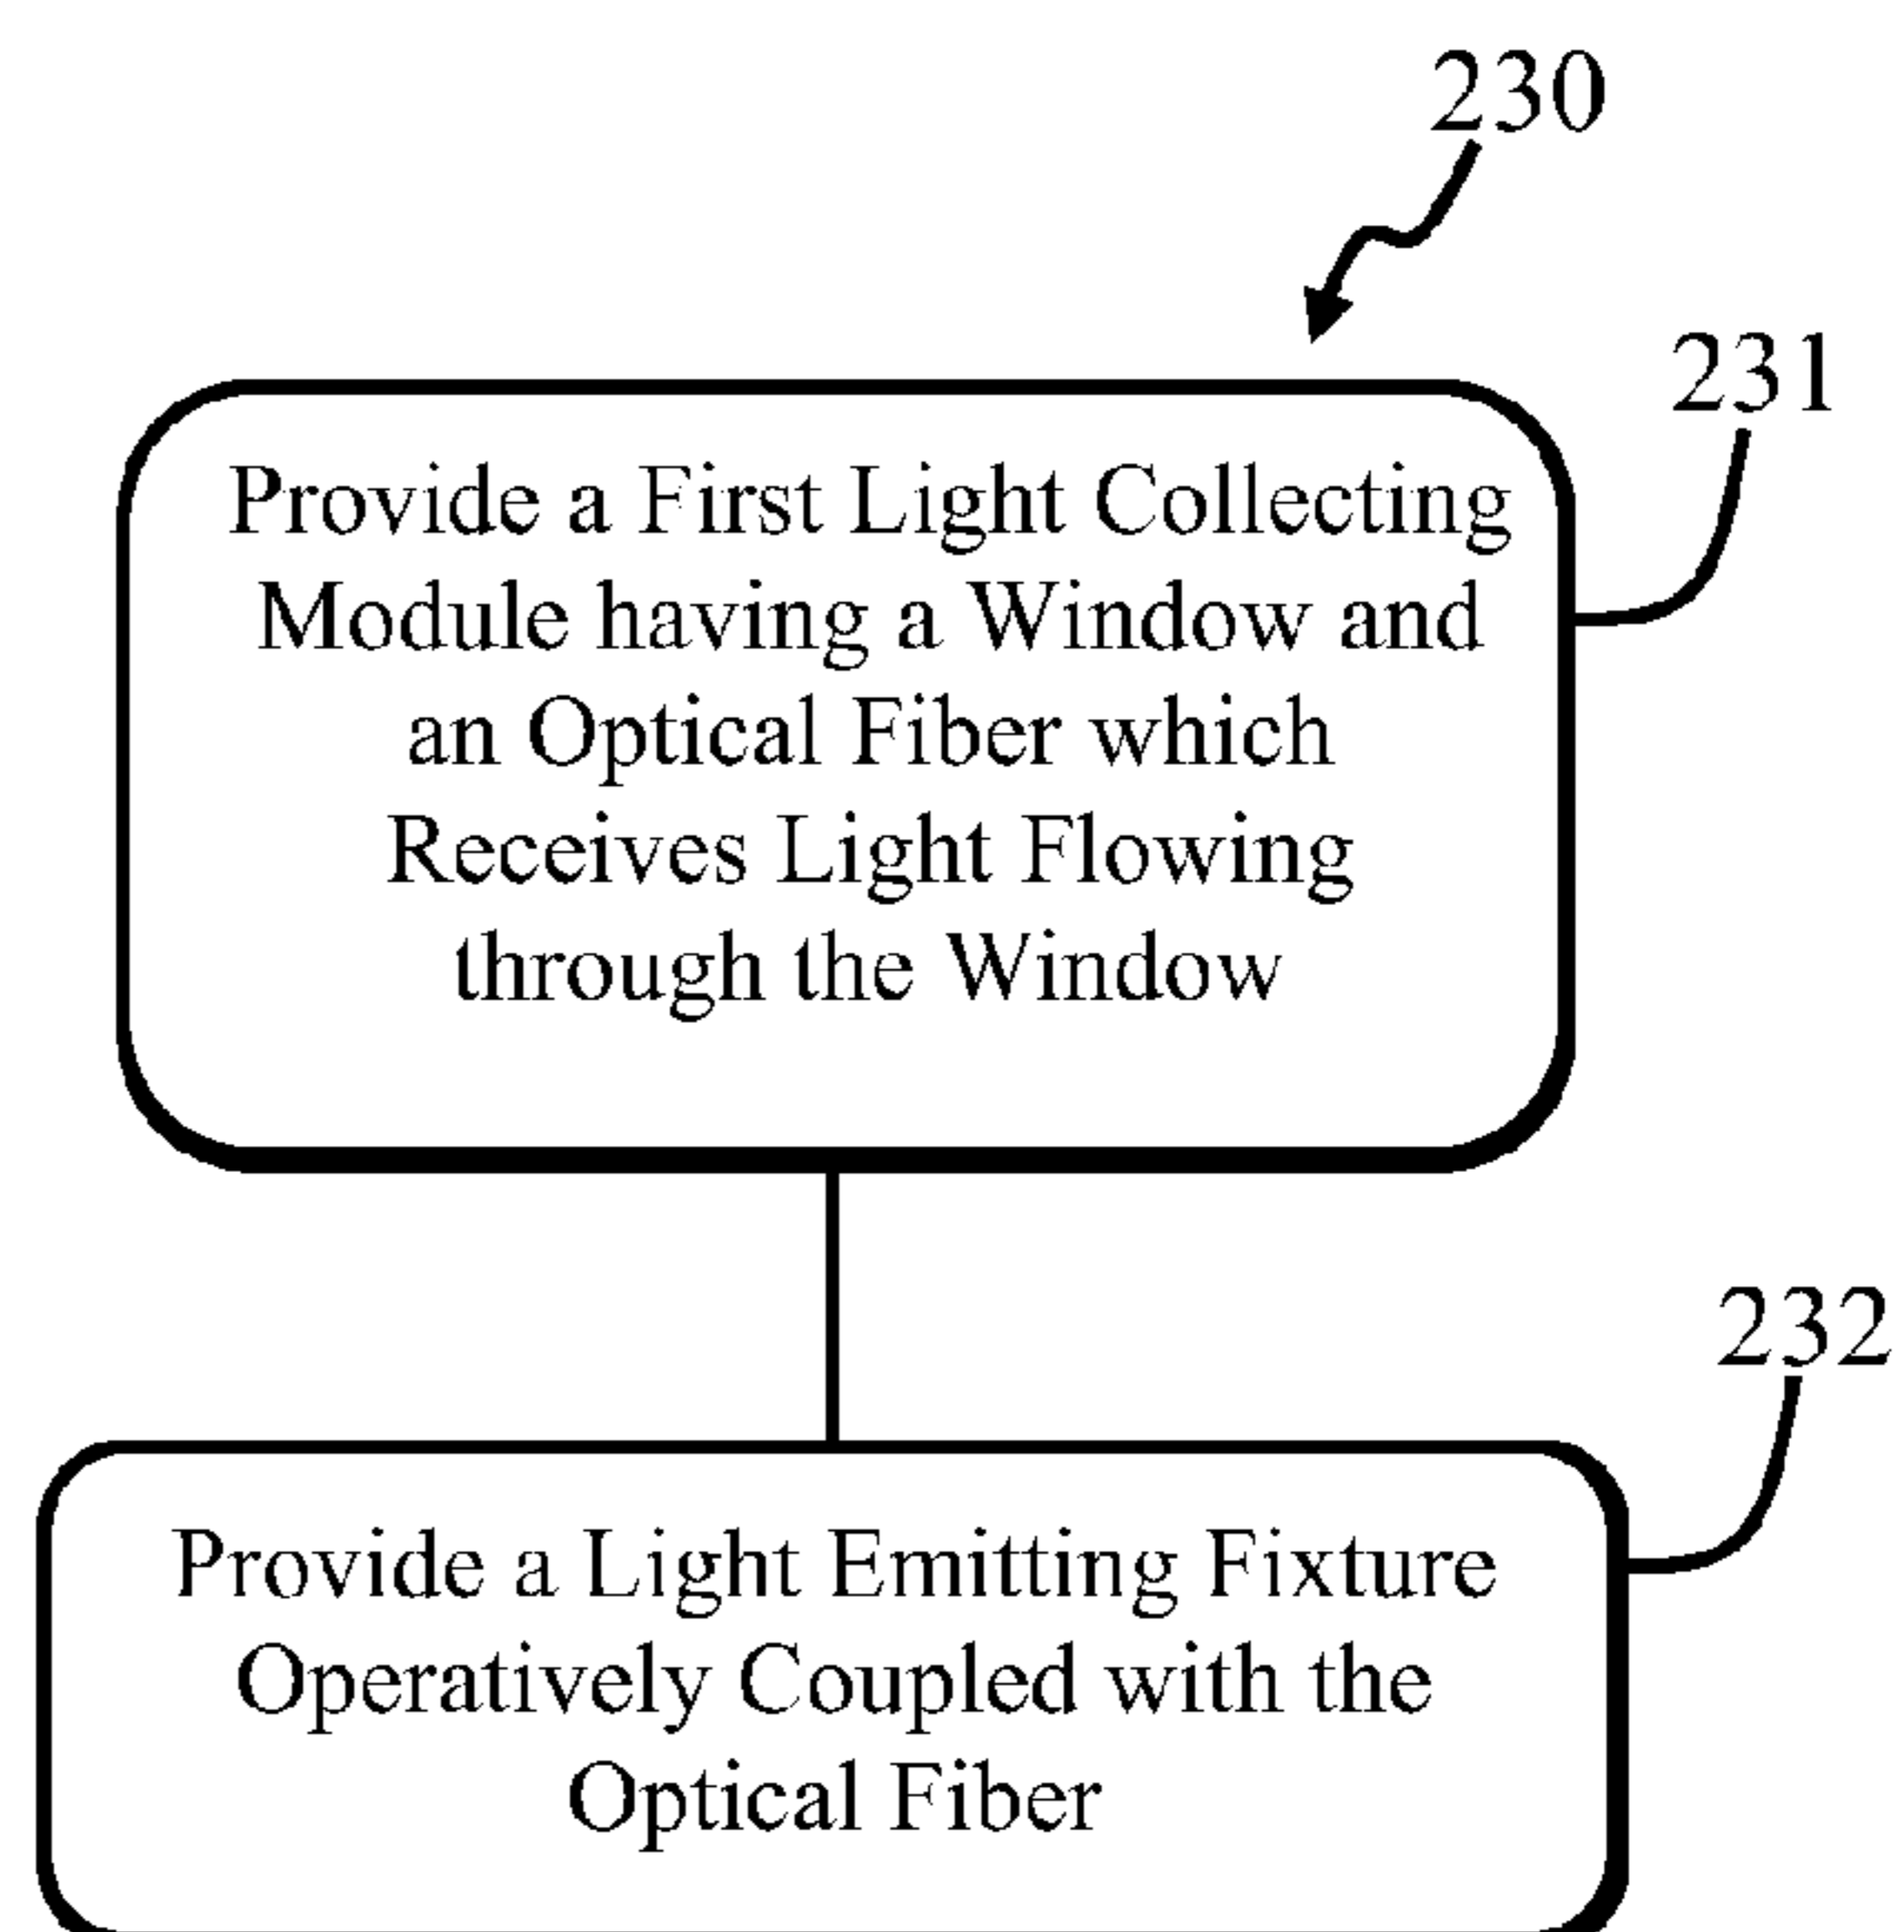 230
231
Provide a First Light Collecting
Module having a Window and
an Optical Fiber which
Receives Light Flowing
through the Window
232
Provide a Light Emitting Fixture
Operatively Coupled with the
Optical Fiber